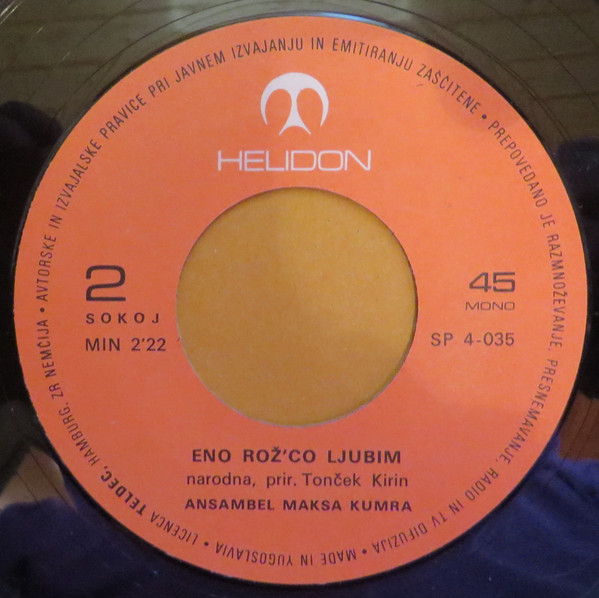 HELIDON
2
SOKOJ
MIN 2'22
45
MONO
SP 4-035
ENO ROŽ'CO LJUBIM
narodna, prir. Tonček Kirin
ANSAMBEL MAKSA KUMRA
• AVTORSKE IN IZVAJALSKE PRAVICE PRI JAVNEM IZVAJANJU IN EMITIRANJU ZAŠČITENE • PREPOVEDANO JE RAZMNOŽEVANJE, PRESNEMAVANJE, RADIO IN TV DIFUZIJA • MADE IN YUGOSLAVIA • LICENCA TELDEC, HAMBURG, ZR NEMČIJA